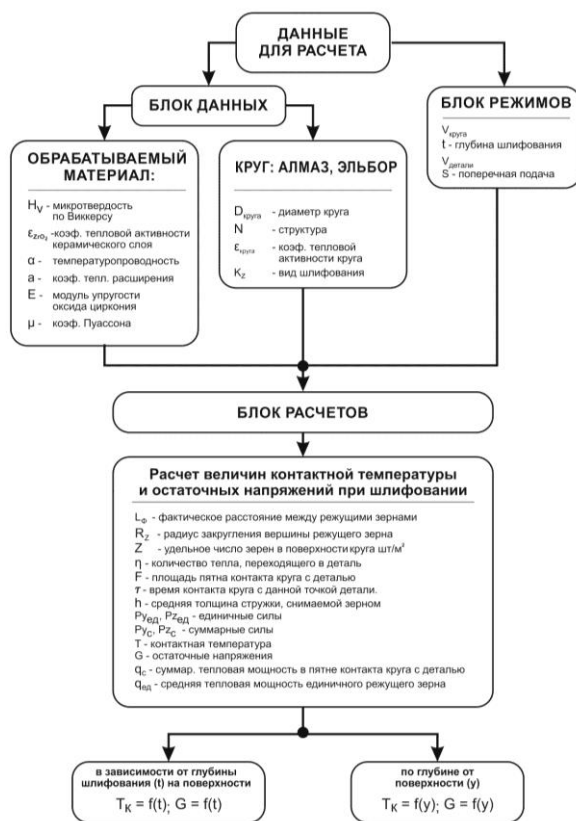 ДАННЫЕ
ДЛЯ РАСЧЕТА
БЛОК ДАННЫХ
БЛОК РЕЖИМОВ
Vкруга
t - глубина шлифования
Vдетали
S - поперечная подача
ОБРАБАТЫВАЕМЫЙ
МАТЕРИАЛ:
HV - микротвердость
по Виккерсу
εZrO2 -коэф. тепловой активности
керамического слоя
α - температуропроводность
a - коэф. тепл. расширения
E - модуль упругости
оксида циркония
μ - коэф. Пуассона
КРУГ: АЛМАЗ, ЭЛЬБОР
Dкруга - диаметр круга
N - структура
εкруга - коэф. тепловой
активности круга
Kz - вид шлифования
БЛОК РАСЧЕТОВ
Расчет величин контактной температуры
и остаточных напряжений при шлифовании
LФ - фактическое расстояние между режущими зернами
Rz - радиус закругления вершины режущего зерна
Z - удельное число зерен в поверхности круга шт/м²
η - количество тепла, переходящего в деталь
F - площадь пятна контакта круга с деталью
τ - время контакта круга с данной точкой детали.
h - средняя толщина стружки, снимаемой зерном
Pyед, Pzед - единичные силы
Pyс, Pzс - суммарные силы
T - контактная температура
G - остаточные напряжения
qс - суммар. тепловая мощность в пятне контакта круга с деталью
qед - средняя тепловая мощность единичного режущего зерна
в зависимости от глубины
шлифования (t) на поверхности
TК = f(t); G = f(t)
по глубине от
поверхности (y)
TК = f(y); G = f(y)